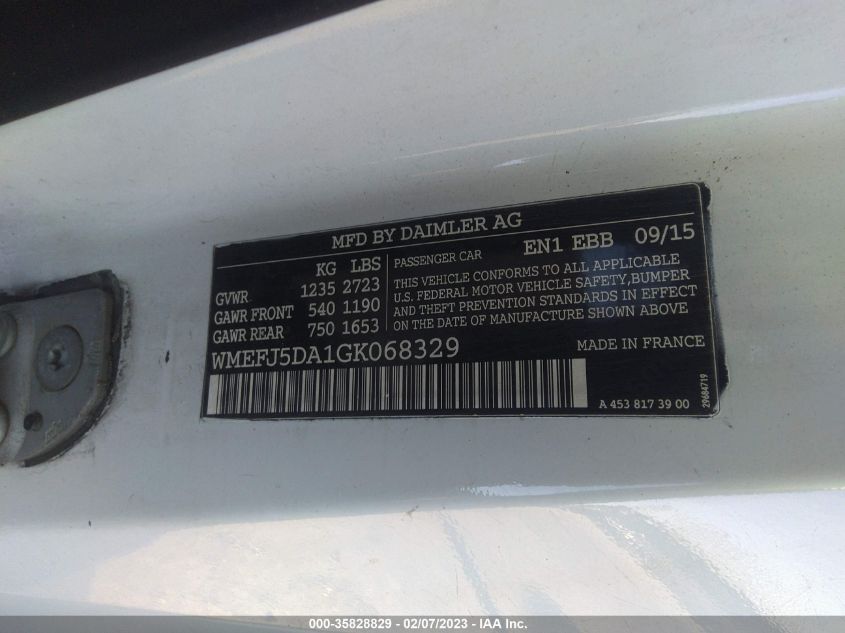 MFD BY DAIMLER AG
EN1 EBB 09/15
KG LBS
GVWR 1235 2723
GAWR FRONT 540 1190
GAWR REAR 750 1653
PASSENGER CAR
THIS VEHICLE CONFORMS TO ALL APPLICABLE
U.S. FEDERAL MOTOR VEHICLE SAFETY,BUMPER
AND THEFT PREVENTION STANDARDS IN EFFECT
ON THE DATE OF MANUFACTURE SHOWN ABOVE
WMEFJ5DA1GK068329
MADE IN FRANCE
A 453 817 39 00
29684719
000-35828829 - 02/07/2023 - IAA Inc.